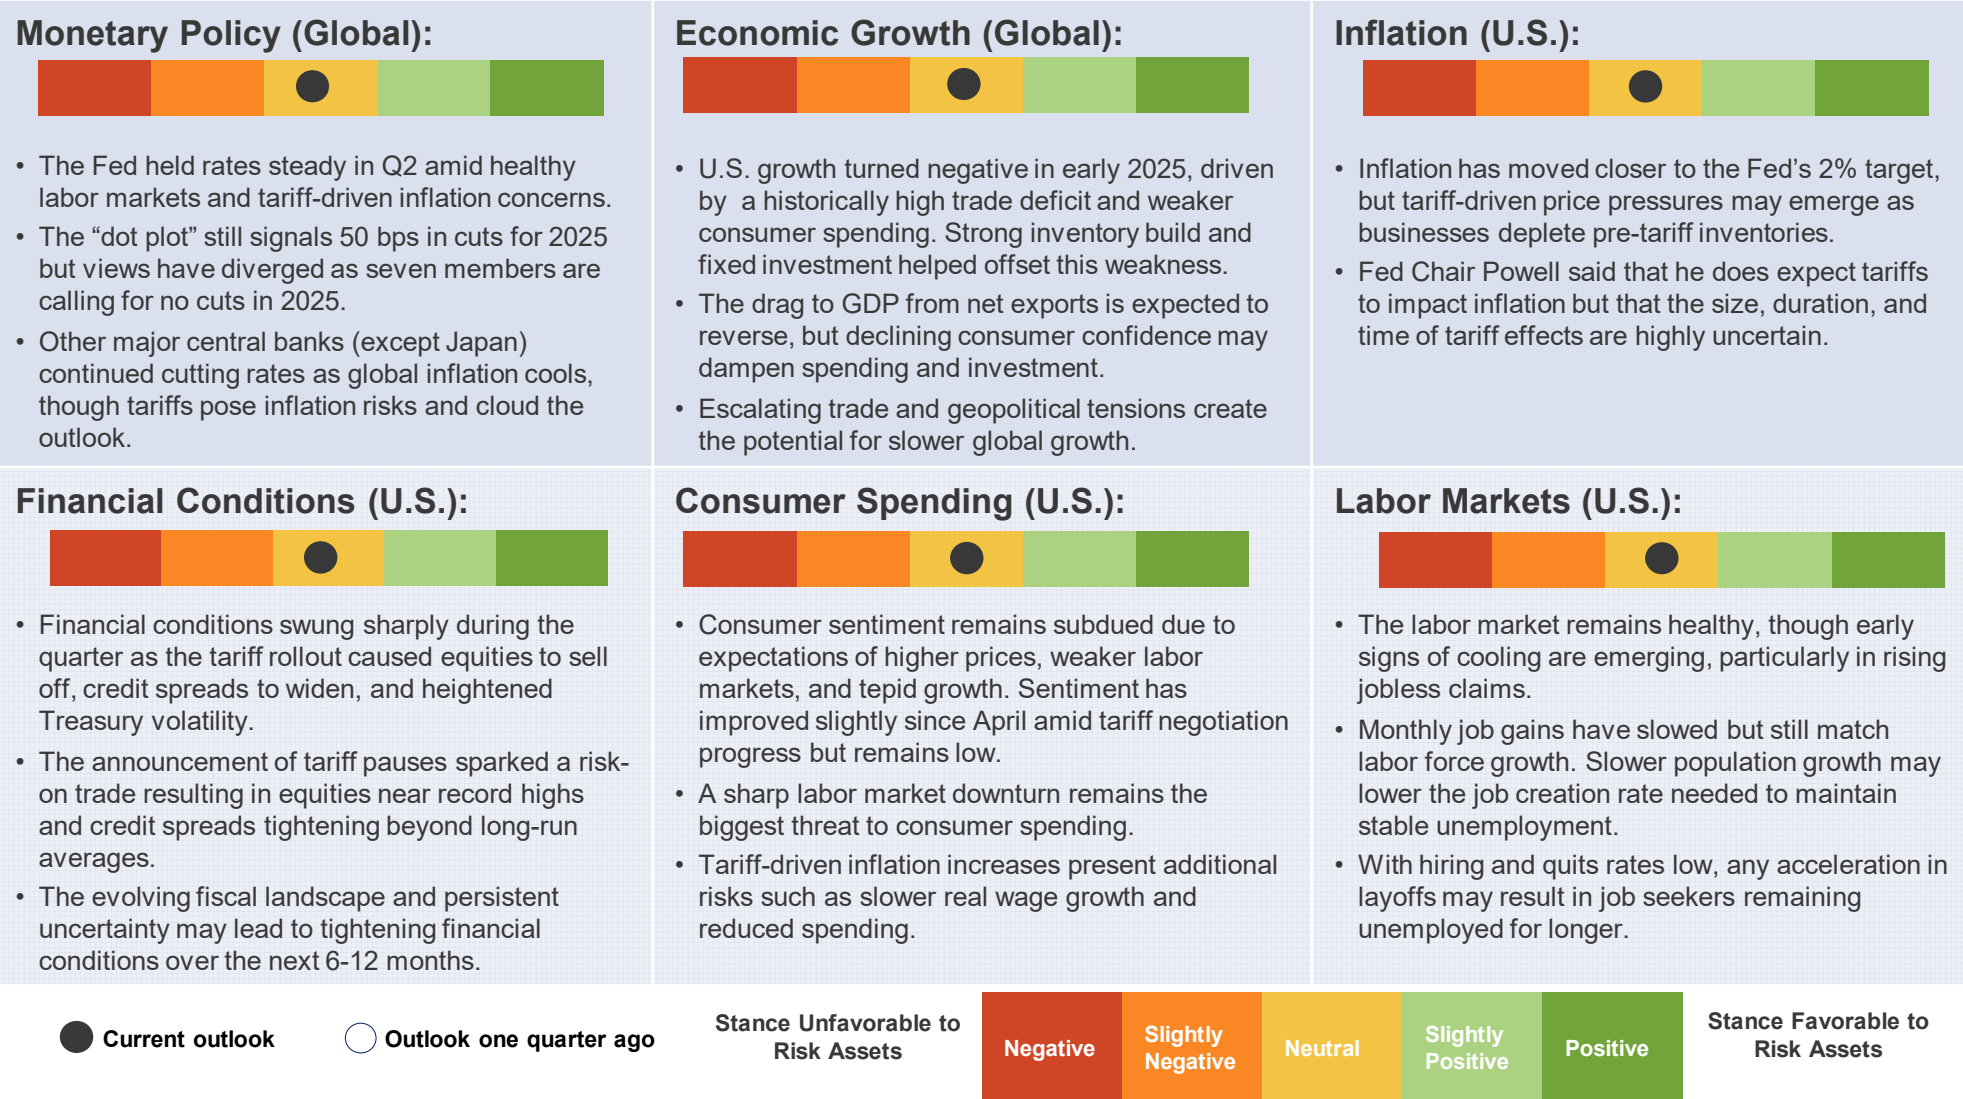 Monetary Policy (Global):
• The Fed held rates steady in Q2 amid healthy
labor markets and tariff-driven inflation concerns.
• The “dot plot” still signals 50 bps in cuts for 2025
but views have diverged as seven members are
calling for no cuts in 2025.
• Other major central banks (except Japan)
continued cutting rates as global inflation cools,
though tariffs pose inflation risks and cloud the
outlook.
Economic Growth (Global):
• U.S. growth turned negative in early 2025, driven
by a historically high trade deficit and weaker
consumer spending. Strong inventory build and
fixed investment helped offset this weakness.
• The drag to GDP from net exports is expected to
reverse, but declining consumer confidence may
dampen spending and investment.
• Escalating trade and geopolitical tensions create
the potential for slower global growth.
Inflation (U.S.):
• Inflation has moved closer to the Fed’s 2% target,
but tariff-driven price pressures may emerge as
businesses deplete pre-tariff inventories.
• Fed Chair Powell said that he does expect tariffs
to impact inflation but that the size, duration, and
time of tariff effects are highly uncertain.
Financial Conditions (U.S.):
• Financial conditions swung sharply during the
quarter as the tariff rollout caused equities to sell
off, credit spreads to widen, and heightened
Treasury volatility.
• The announcement of tariff pauses sparked a risk-
on trade resulting in equities near record highs
and credit spreads tightening beyond long-run
averages.
• The evolving fiscal landscape and persistent
uncertainty may lead to tightening financial
conditions over the next 6-12 months.
Consumer Spending (U.S.):
• Consumer sentiment remains subdued due to
expectations of higher prices, weaker labor
markets, and tepid growth. Sentiment has
improved slightly since April amid tariff negotiation
progress but remains low.
• A sharp labor market downturn remains the
biggest threat to consumer spending.
• Tariff-driven inflation increases present additional
risks such as slower real wage growth and
reduced spending.
Labor Markets (U.S.):
• The labor market remains healthy, though early
signs of cooling are emerging, particularly in rising
jobless claims.
• Monthly job gains have slowed but still match
labor force growth. Slower population growth may
lower the job creation rate needed to maintain
stable unemployment.
• With hiring and quits rates low, any acceleration in
layoffs may result in job seekers remaining
unemployed for longer.
Current outlook
Outlook one quarter ago
Stance Unfavorable to
Risk Assets
Negative
Slightly
Negative
Neutral
Slightly
Positive
Positive
Stance Favorable to
Risk Assets